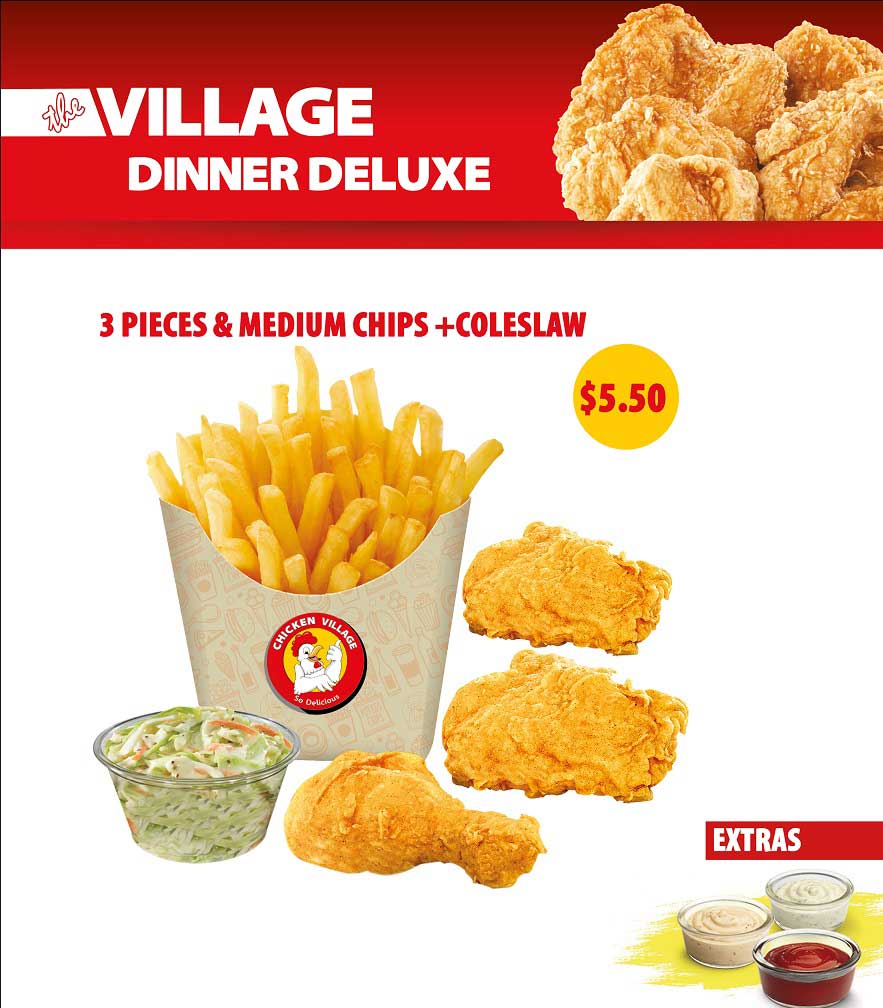 the VILLAGE
DINNER DELUXE
3 PIECES & MEDIUM CHIPS +COLESLAW
$5.50
CHICKEN VILLAGE
So Delicious
EXTRAS